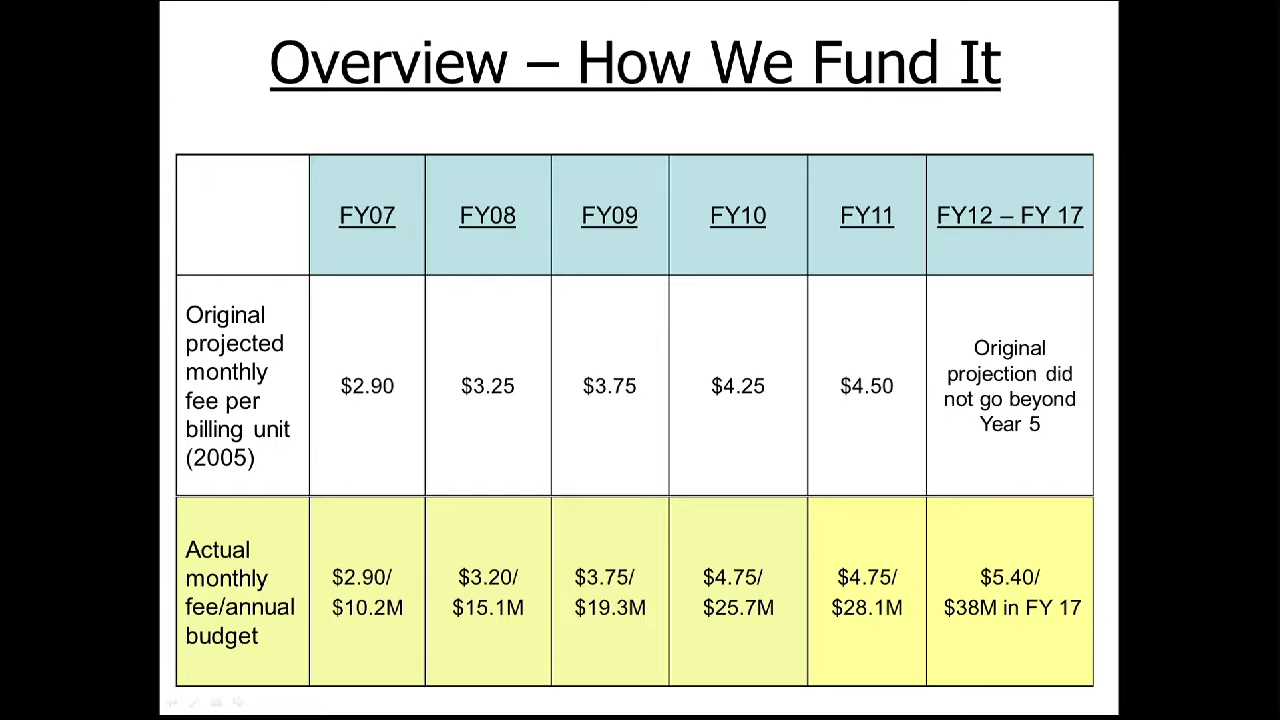 Overview – How We Fund It
FY07
FY08
FY09
FY10
FY11
FY12 – FY 17
Original
projected
monthly
fee per
billing unit
(2005)
$2.90
$3.25
$3.75
$4.25
$4.50
Original
projection did
not go beyond
Year 5
Actual
monthly
fee/annual
budget
$2.90/
$10.2M
$3.20/
$15.1M
$3.75/
$19.3M
$4.75/
$25.7M
$4.75/
$28.1M
$5.40/
$38M in FY 17